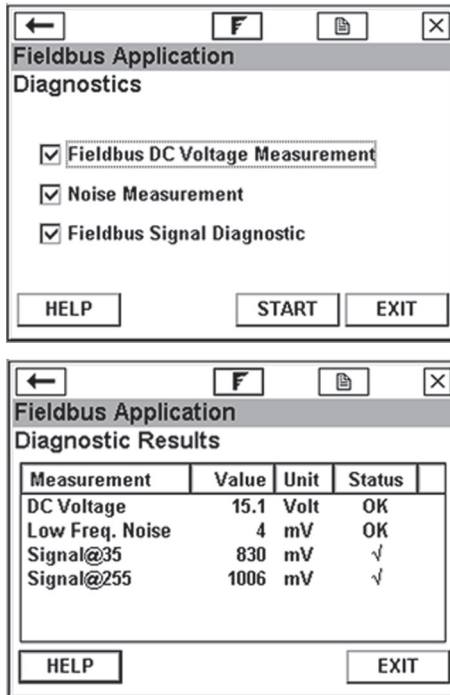 Fieldbus Application
Diagnostics
Fieldbus DC Voltage Measurement
Noise Measurement
Fieldbus Signal Diagnostic
HELP START EXIT
Fieldbus Application
Diagnostic Results
Measurement Value Unit Status
DC Voltage 15.1 Volt OK
Low Freq. Noise 4 mV OK
Signal@35 830 mV √
Signal@255 1006 mV √
HELP EXIT